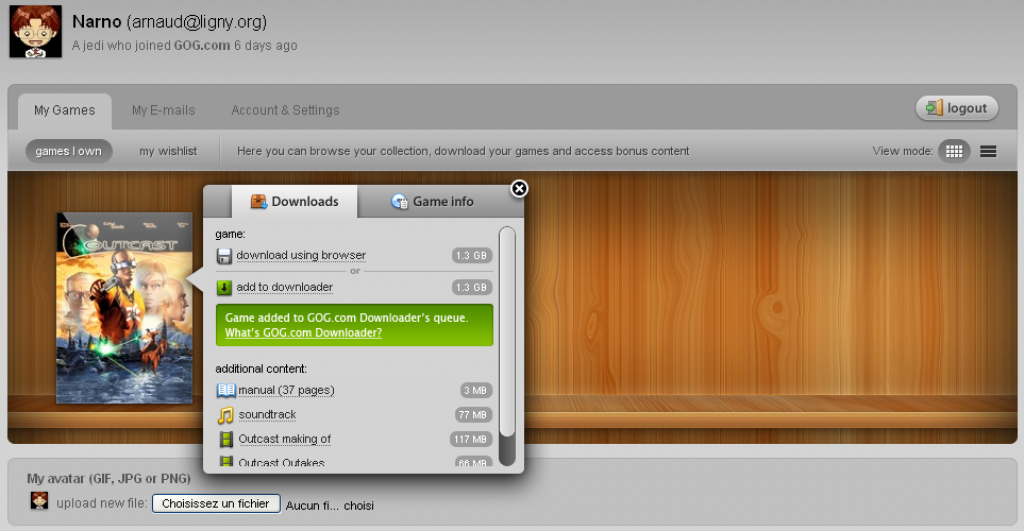 Narno (arnaud@ligny.org)
A jedi who joined GOG.com 6 days ago
My Games My E-mails Account & Settings logout
games I own my wishlist Here you can browse your collection, download your games and access bonus content View mode:
OUTCAST
Downloads Game info
game:
download using browser 1.3 GB
or
add to downloader 1.3 GB
Game added to GOG.com Downloader's queue.
What's GOG.com Downloader?
additional content:
manual (37 pages) 3 MB
soundtrack 77 MB
Outcast making of 117 MB
Outcast Outakes 66 MB
My avatar (GIF, JPG or PNG)
upload new file: Choisissez un fichier Aucun fi... choisi